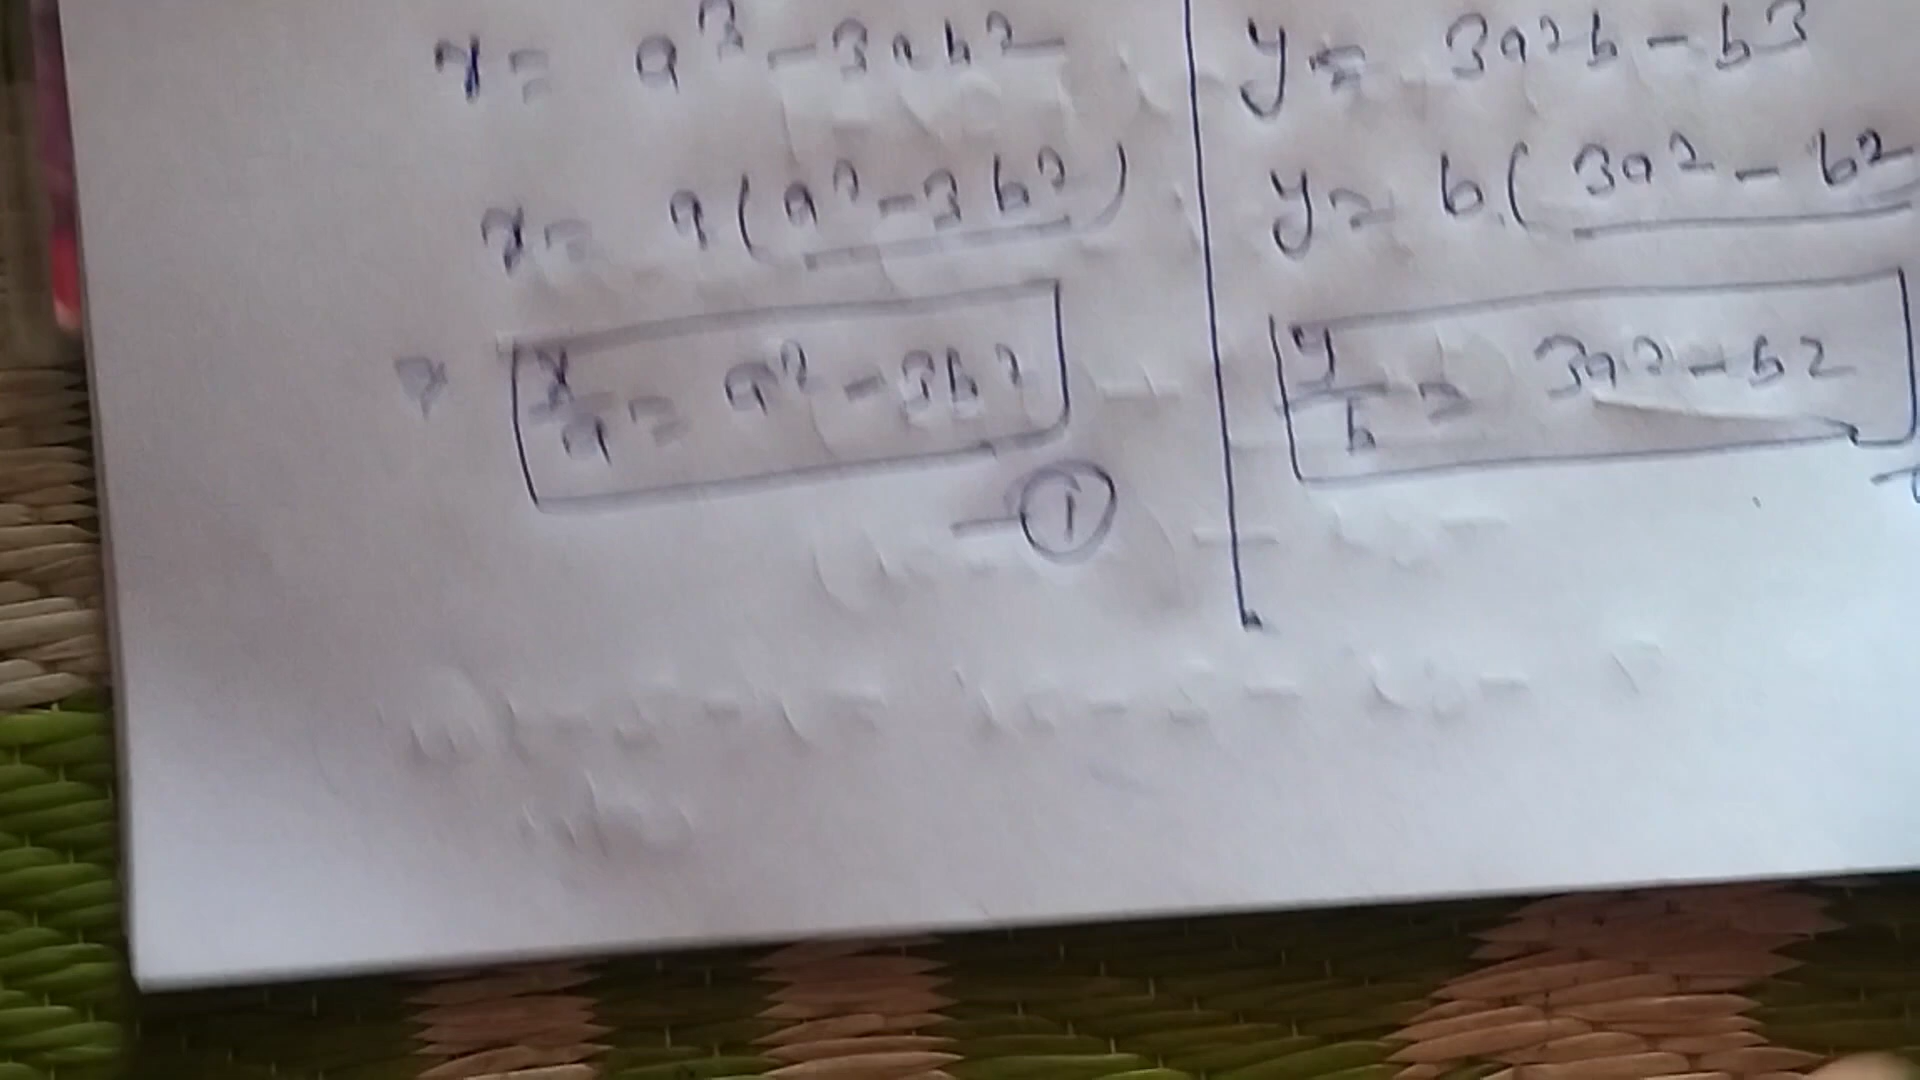 x = a³ - 3ab²
x = a(a² - 3b²)
⇒ x/a = a² - 3b²
— ①
y = 3a²b - b³
y = b(3a² - b²
y/b = 3a² - b²